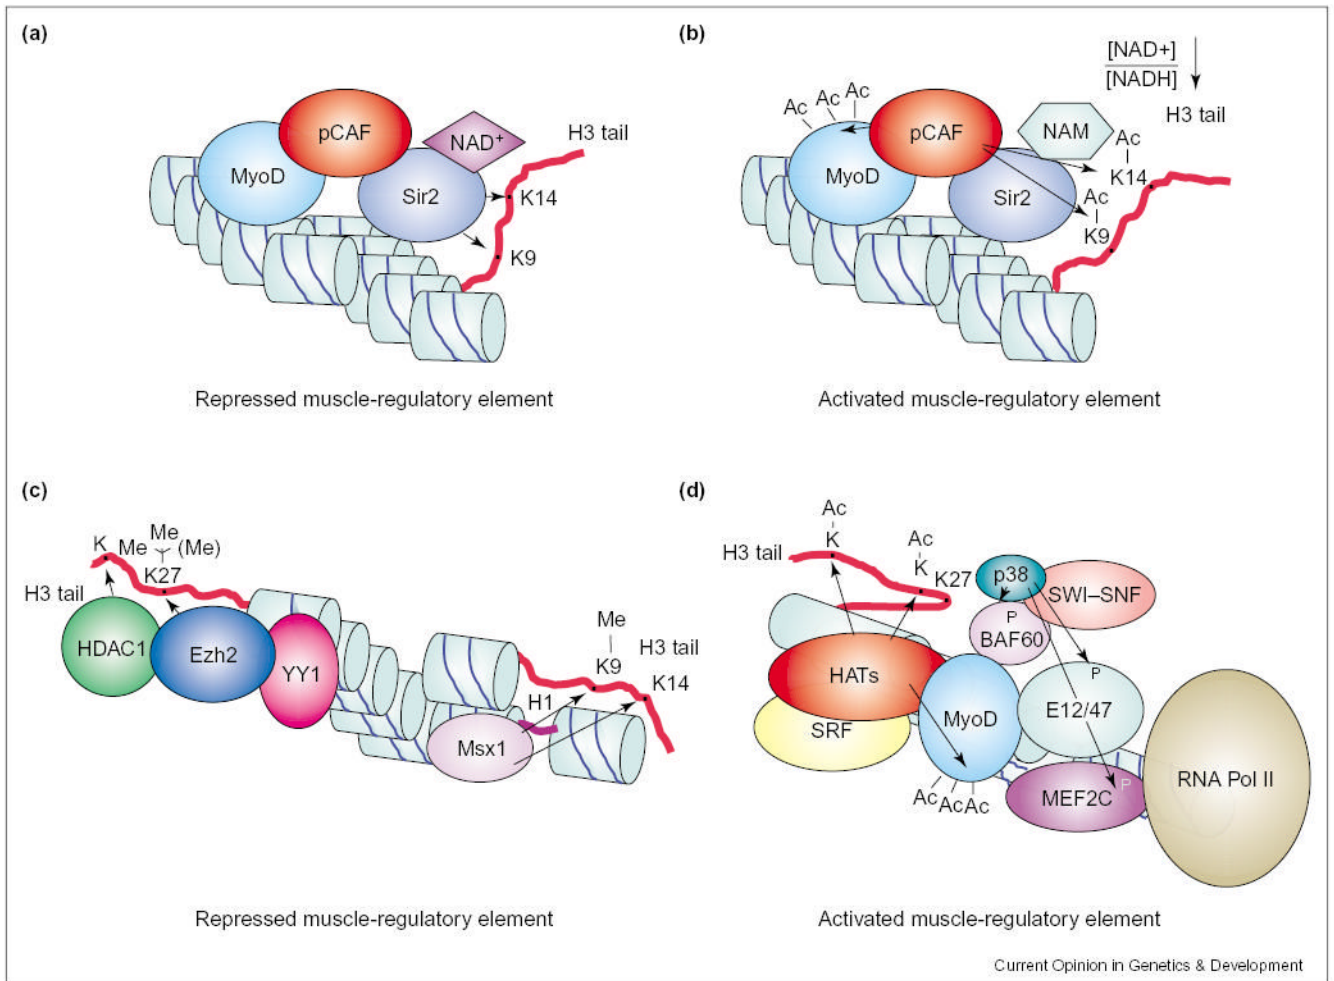 (a)
pCAF
NAD+
H3 tail
MyoD
Sir2
K14
K9
Repressed muscle-regulatory element
(b)
[NAD+]
[NADH]
Ac Ac Ac
pCAF
NAM
H3 tail
Ac
MyoD
Sir2
K14
Ac
K9
Activated muscle-regulatory element
(c)
K Me Me (Me)
K27
H3 tail
HDAC1
Ezh2
YY1
Me
H3 tail
K9
K14
H1
Msx1
Repressed muscle-regulatory element
(d)
Ac
K
Ac
H3 tail
K
K27
p38
SWI–SNF
P
BAF60
HATs
P
MyoD
E12/47
SRF
Ac Ac Ac
MEF2C
P
RNA Pol II
Activated muscle-regulatory element
Current Opinion in Genetics & Development